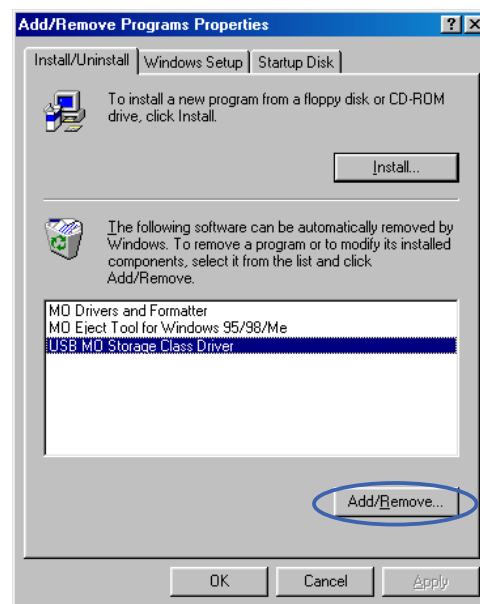 Add/Remove Programs Properties
Install/Uninstall Windows Setup Startup Disk
To install a new program from a floppy disk or CD-ROM
drive, click Install.
Install...
The following software can be automatically removed by
Windows. To remove a program or to modify its installed
components, select it from the list and click
Add/Remove.
MO Drivers and Formatter
MO Eject Tool for Windows 95/98/Me
USB MO Storage Class Driver
Add/Remove...
OK Cancel Apply